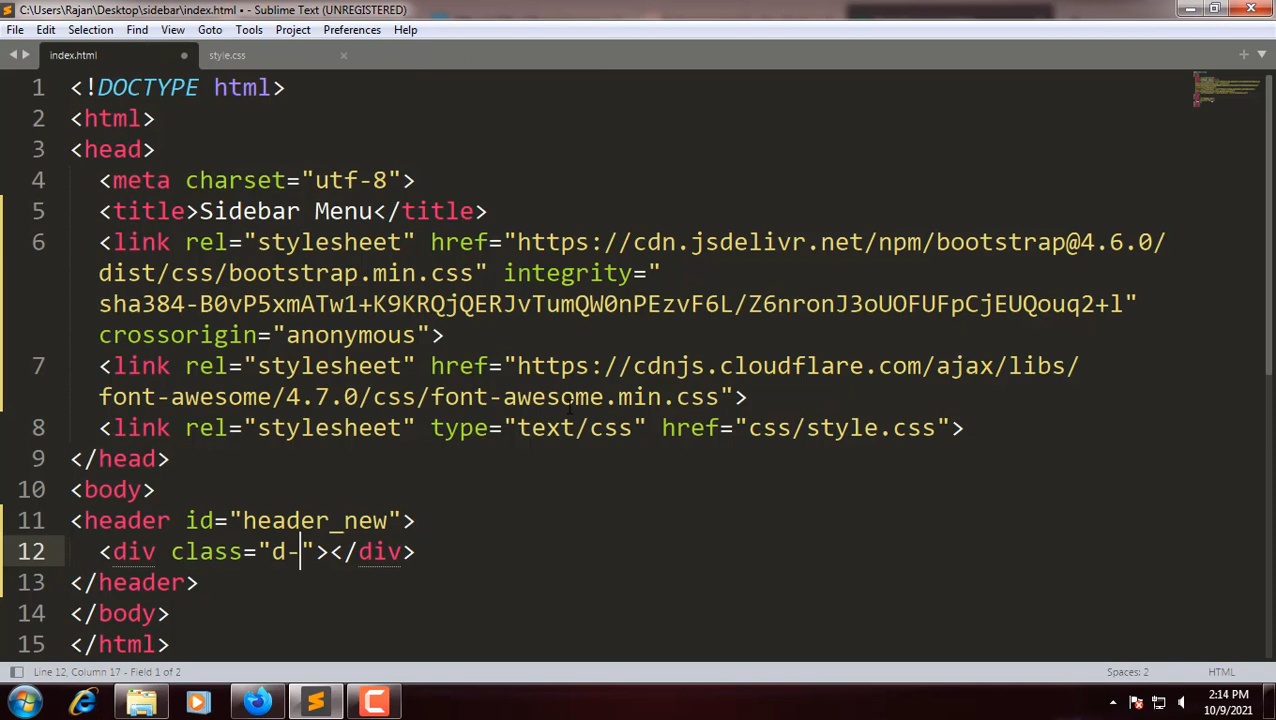 C:\Users\Rajan\Desktop\sidebar\index.html • - Sublime Text (UNREGISTERED)
File Edit Selection Find View Goto Tools Project Preferences Help
index.html style.css
1 <!DOCTYPE html>
2 <html>
3 <head>
4 <meta charset="utf-8">
5 <title>Sidebar Menu</title>
6 <link rel="stylesheet" href="https://cdn.jsdelivr.net/npm/bootstrap@4.6.0/
dist/css/bootstrap.min.css" integrity="
sha384-B0vP5xmATw1+K9KRQjQERJvTumQW0nPEzvF6L/Z6nronJ3oUOFUFpCjEUQouq2+l"
crossorigin="anonymous">
7 <link rel="stylesheet" href="https://cdnjs.cloudflare.com/ajax/libs/
font-awesome/4.7.0/css/font-awesome.min.css">
8 <link rel="stylesheet" type="text/css" href="css/style.css">
9 </head>
10 <body>
11 <header id="header_new">
12 <div class="d-"></div>
13 </header>
14 </body>
15 </html>
Line 12, Column 17 - Field 1 of 2 Spaces: 2 HTML
2:14 PM
10/9/2021